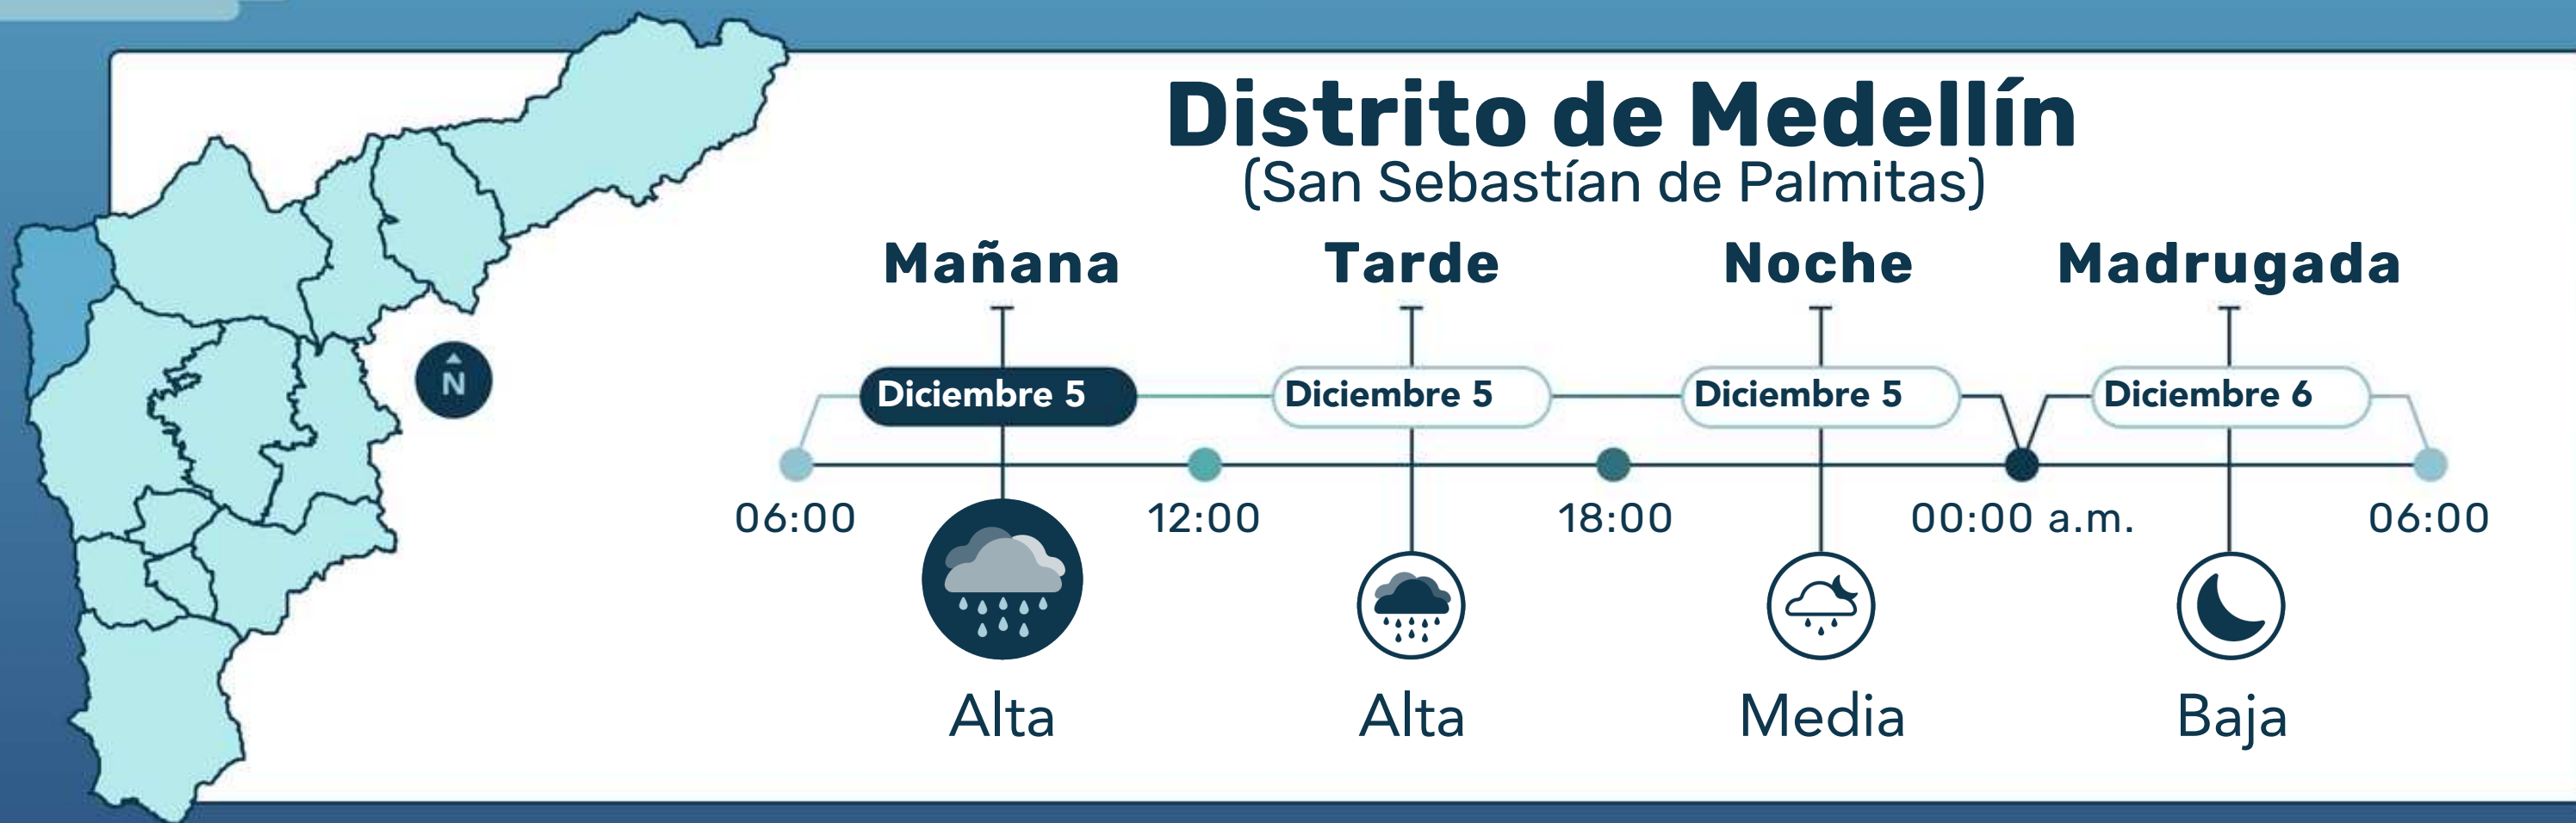 Distrito de Medellín
(San Sebastían de Palmitas)
Mañana Tarde Noche Madrugada
Diciembre 5 Diciembre 5 Diciembre 5 Diciembre 6
N
06:00 12:00 18:00 00:00 a.m. 06:00
Alta Alta Media Baja